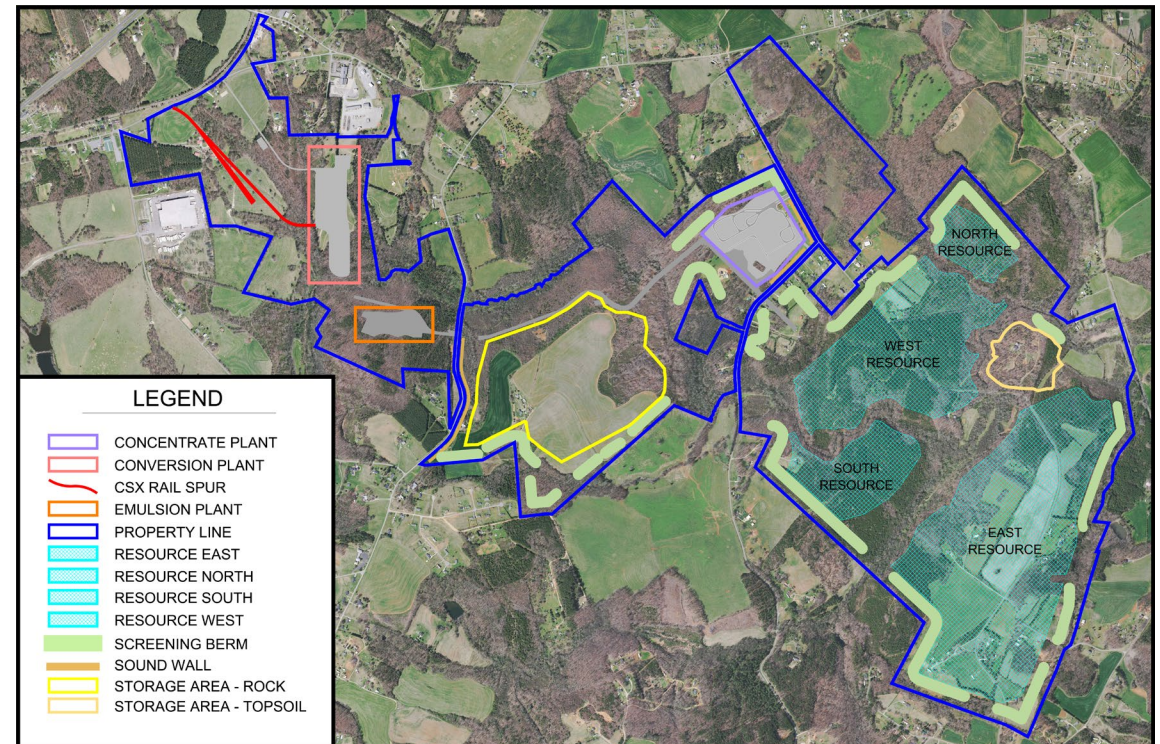 NORTH
RESOURCE
WEST
RESOURCE
SOUTH
RESOURCE
EAST
RESOURCE
LEGEND
CONCENTRATE PLANT
CONVERSION PLANT
CSX RAIL SPUR
EMULSION PLANT
PROPERTY LINE
RESOURCE EAST
RESOURCE NORTH
RESOURCE SOUTH
RESOURCE WEST
SCREENING BERM
SOUND WALL
STORAGE AREA - ROCK
STORAGE AREA - TOPSOIL